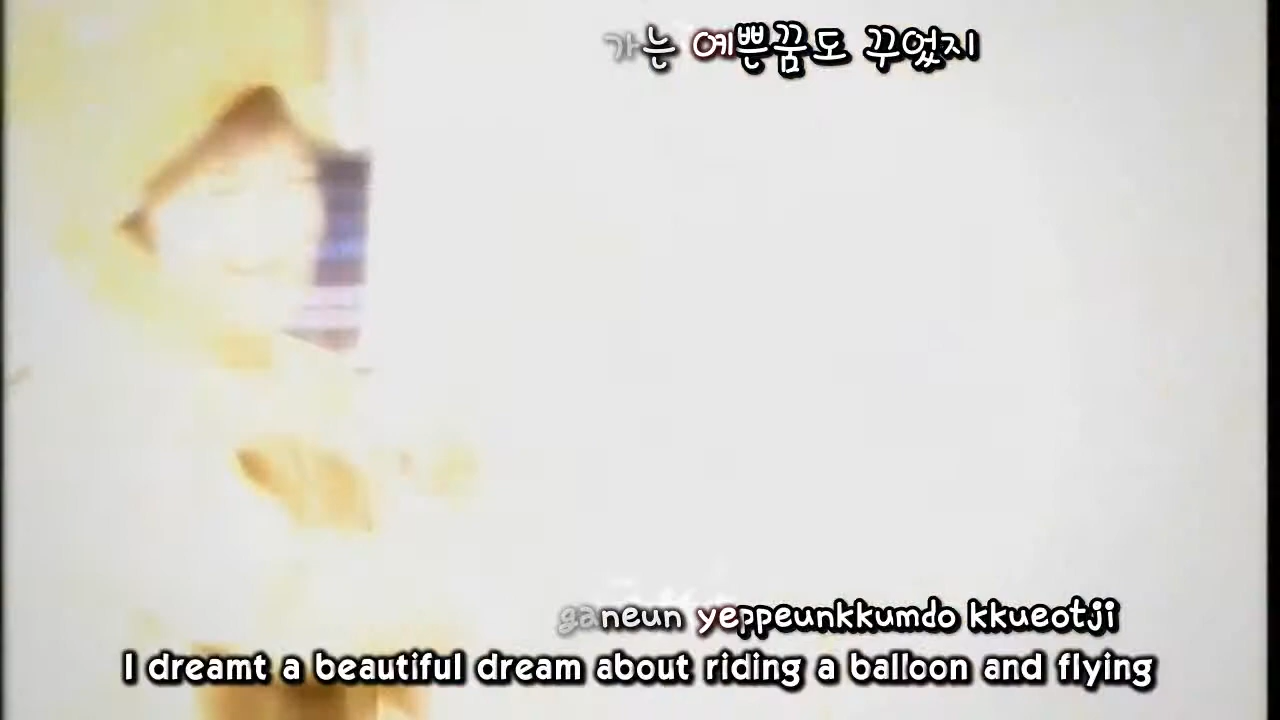 가는 예쁜꿈도 꾸었지
ganeun yeppeunkkumdo kkueotji
I dreamt a beautiful dream about riding a balloon and flying